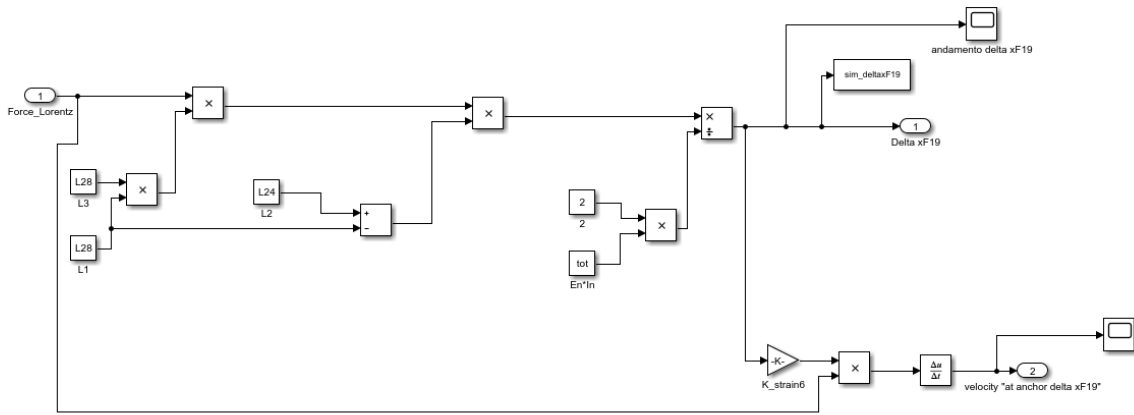 andamento delta xF19
sim_deltaxF19
1
Force_Lorentz
×
×
×
÷
1
Delta xF19
L28
L3
×
L24
L2
+
−
2
2
×
L28
L1
tot
En*In
-K-
K_strain6
×
Δu
Δt
2
velocity "at anchor delta xF19"